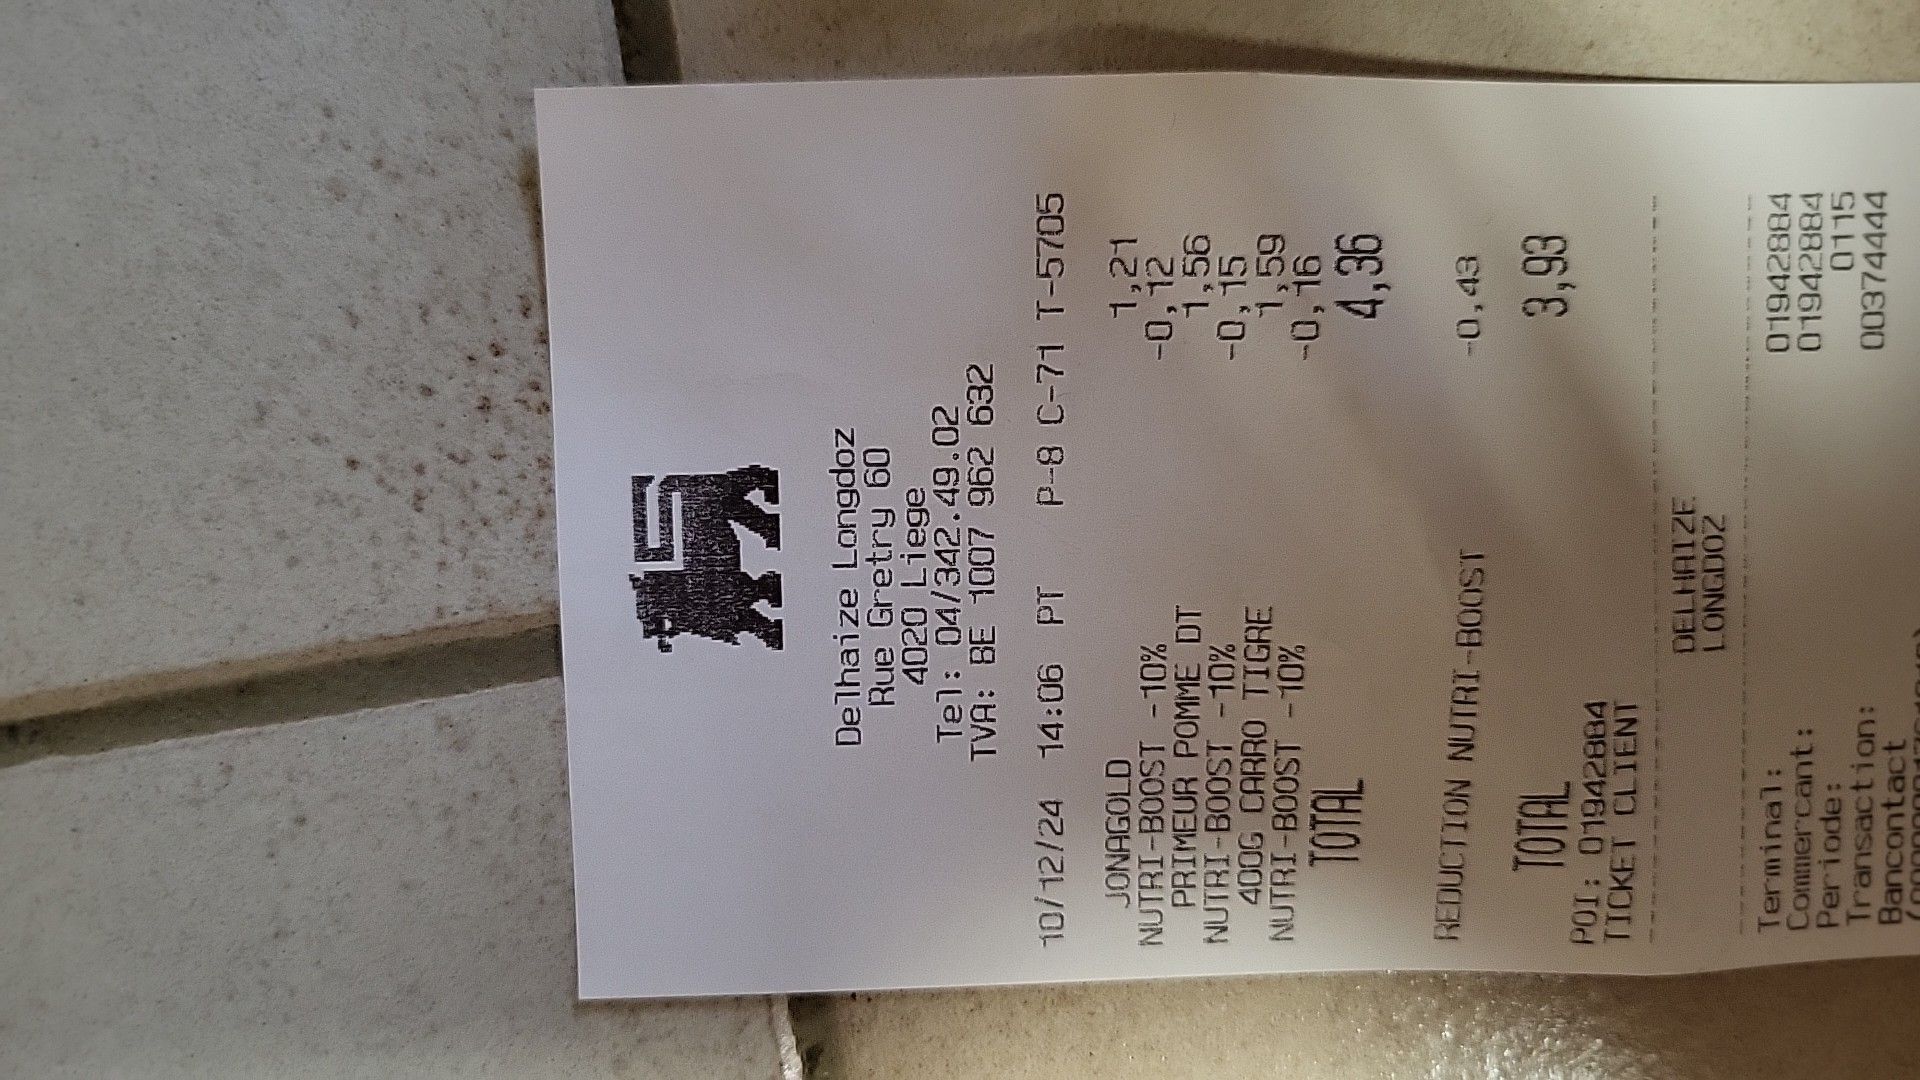 Delhaize Longdoz
Rue Gretry 60
4020 Liege
Tel: 04/342.49.02
TVA: BE 1007 962 632
10/12/24 14:06 PT P-8 C-71 T-5705
JONAGOLD 1,21
NUTRI-BOOST -10% -0,12
PRIMEUR POMME DT 1,56
NUTRI-BOOST -10% -0,15
400G CARRO TIGRE 1,59
NUTRI-BOOST -10% -0,16
TOTAL 4,36
REDUCTION NUTRI-BOOST -0,43
TOTAL 3,93
POI: 01942884
TICKET CLIENT
DELHAIZE
LONGDOZ
Terminal: 01942884
Commercant: 01942884
Periode: 0115
Transaction: 00374444
Bancontact